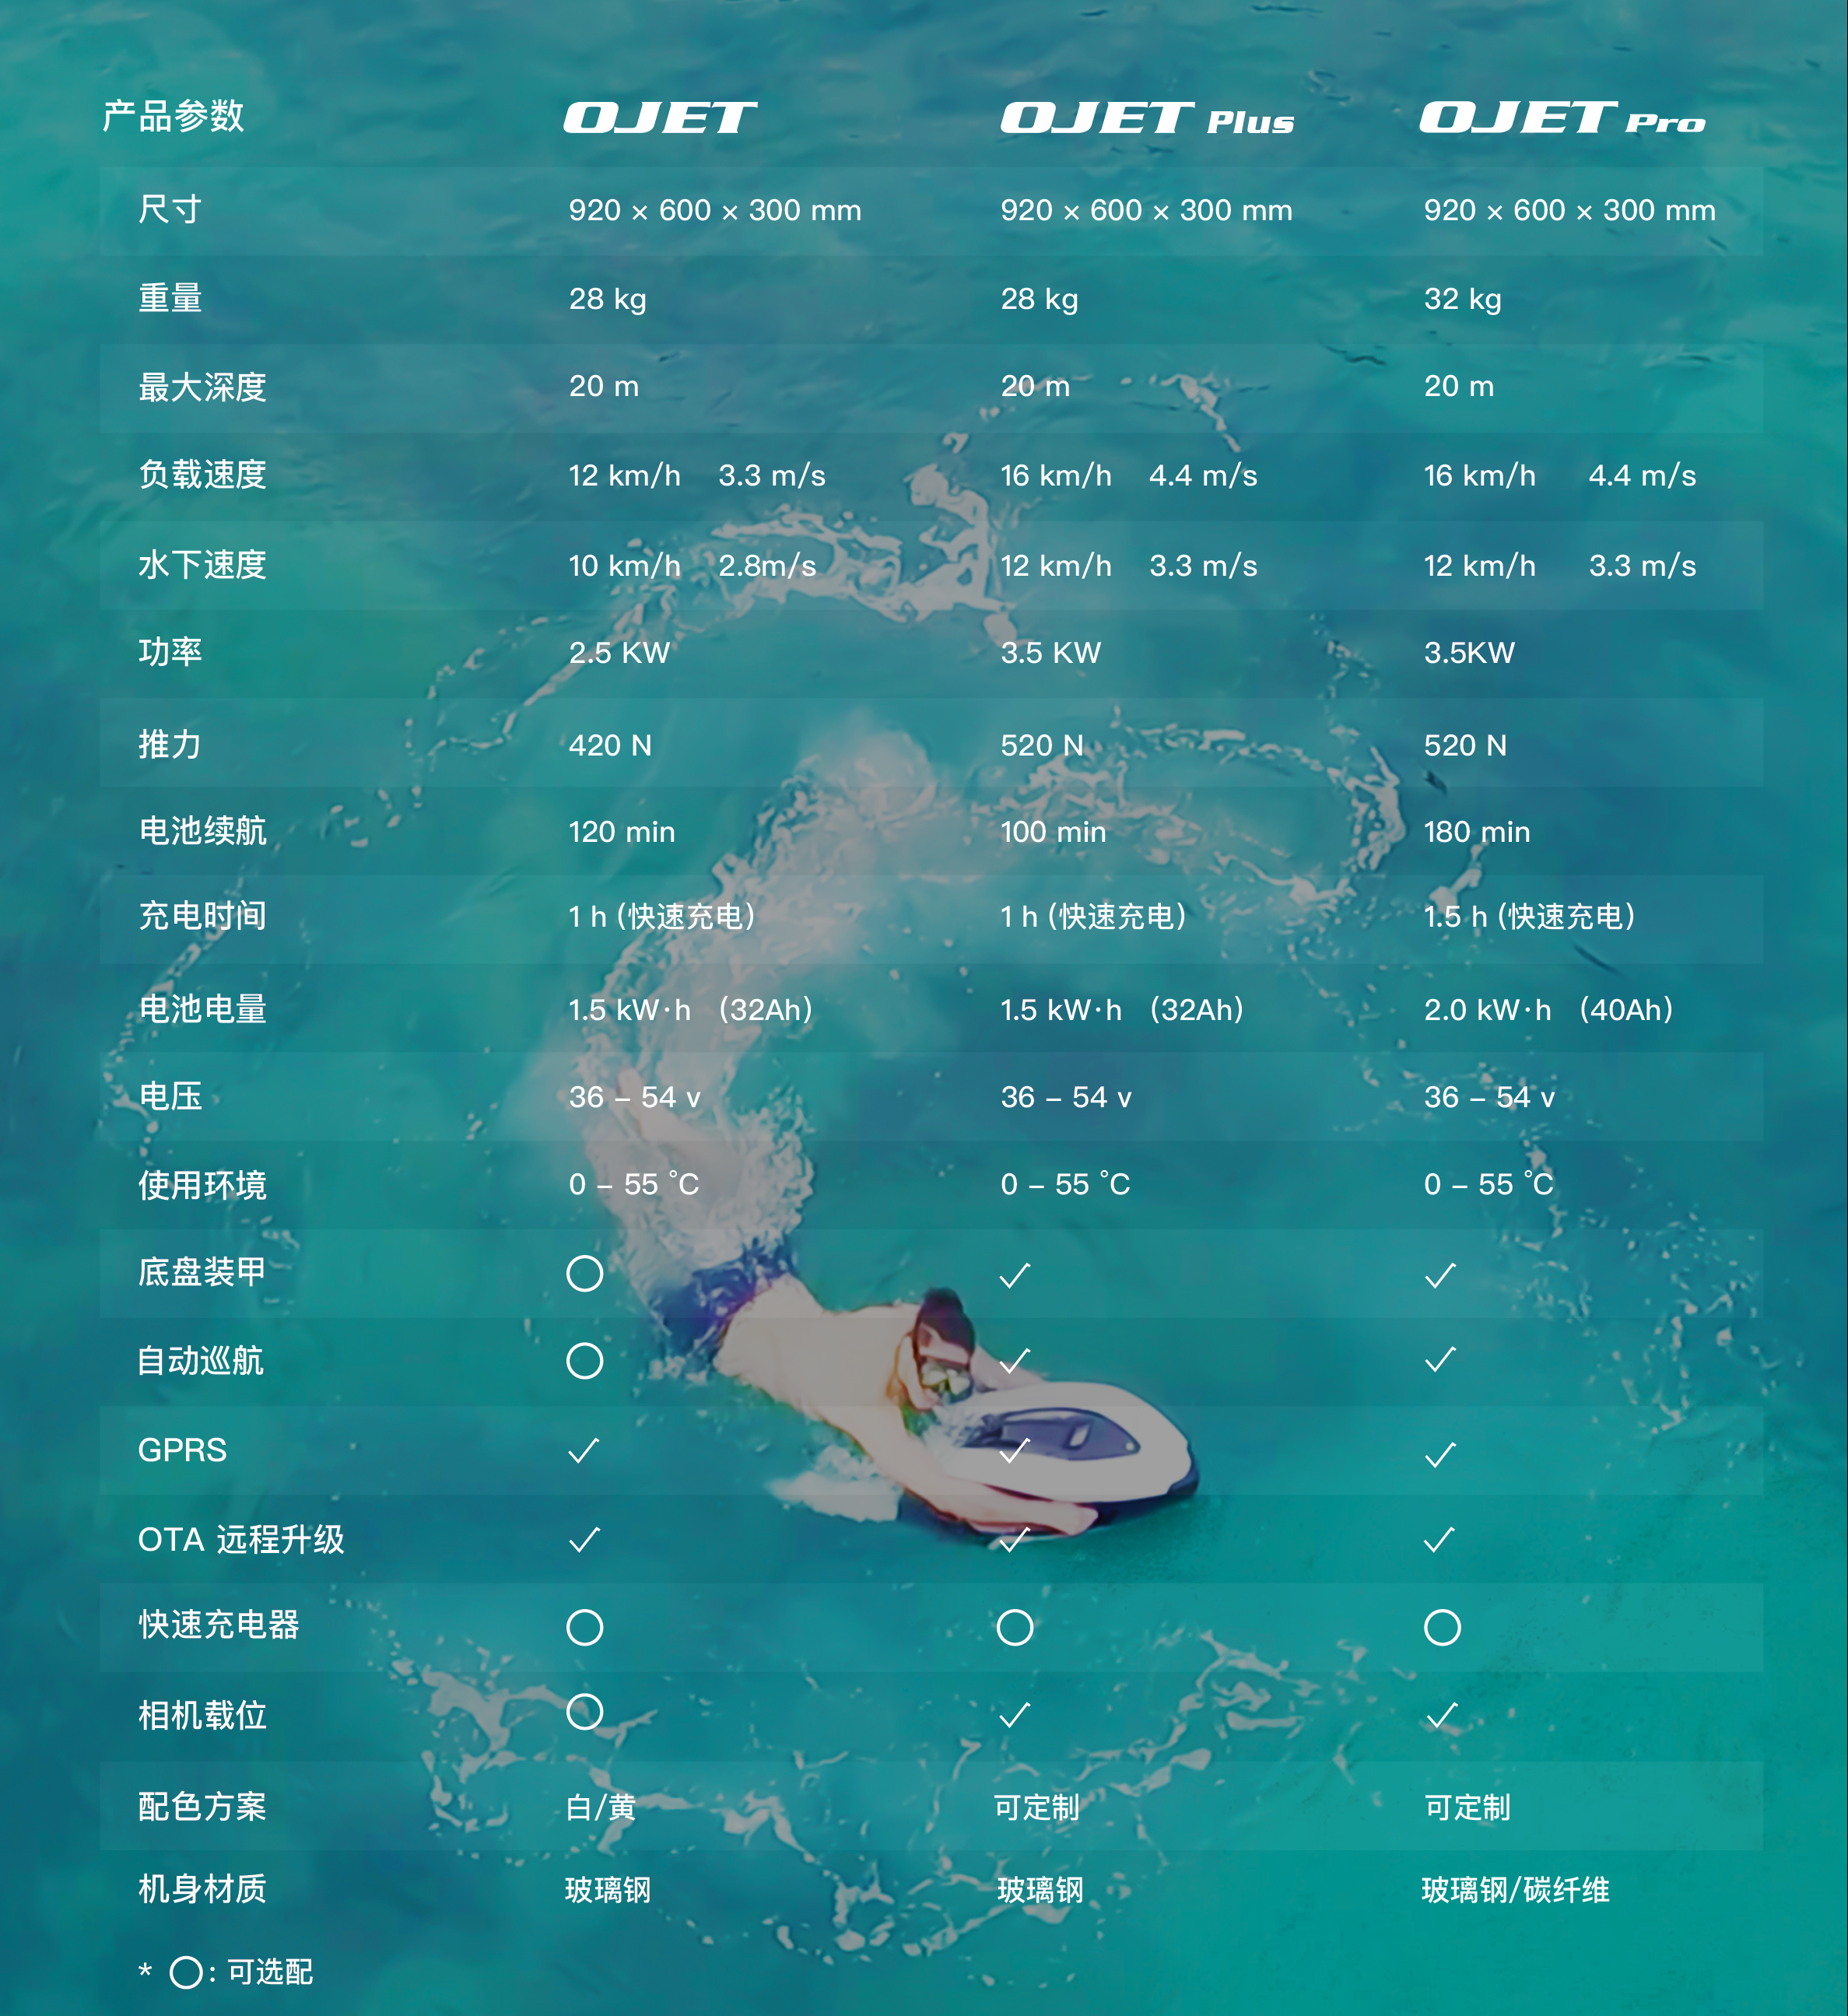 产品参数 OJET OJET Plus OJET Pro
尺寸 920 × 600 × 300 mm 920 × 600 × 300 mm 920 × 600 × 300 mm
重量 28 kg 28 kg 32 kg
最大深度 20 m 20 m 20 m
负载速度 12 km/h 3.3 m/s 16 km/h 4.4 m/s 16 km/h 4.4 m/s
水下速度 10 km/h 2.8m/s 12 km/h 3.3 m/s 12 km/h 3.3 m/s
功率 2.5 KW 3.5 KW 3.5KW
推力 420 N 520 N 520 N
电池续航 120 min 100 min 180 min
充电时间 1 h (快速充电) 1 h (快速充电) 1.5 h (快速充电)
电池电量 1.5 kW·h (32Ah) 1.5 kW·h (32Ah) 2.0 kW·h (40Ah)
电压 36 – 54 v 36 – 54 v 36 – 54 v
使用环境 0 – 55 °C 0 – 55 °C 0 – 55 °C
底盘装甲 ○ ✓ ✓
自动巡航 ○ ✓ ✓
GPRS ✓ ✓ ✓
OTA 远程升级 ✓ ✓ ✓
快速充电器 ○ ○ ○
相机载位 ○ ✓ ✓
配色方案 白/黄 可定制 可定制
机身材质 玻璃钢 玻璃钢 玻璃钢/碳纤维
* ○: 可选配